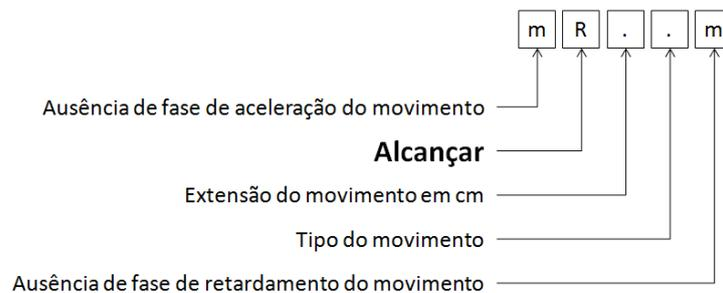 m R . . m
Ausência de fase de aceleração do movimento
Alcançar
Extensão do movimento em cm
Tipo do movimento
Ausência de fase de retardamento do movimento